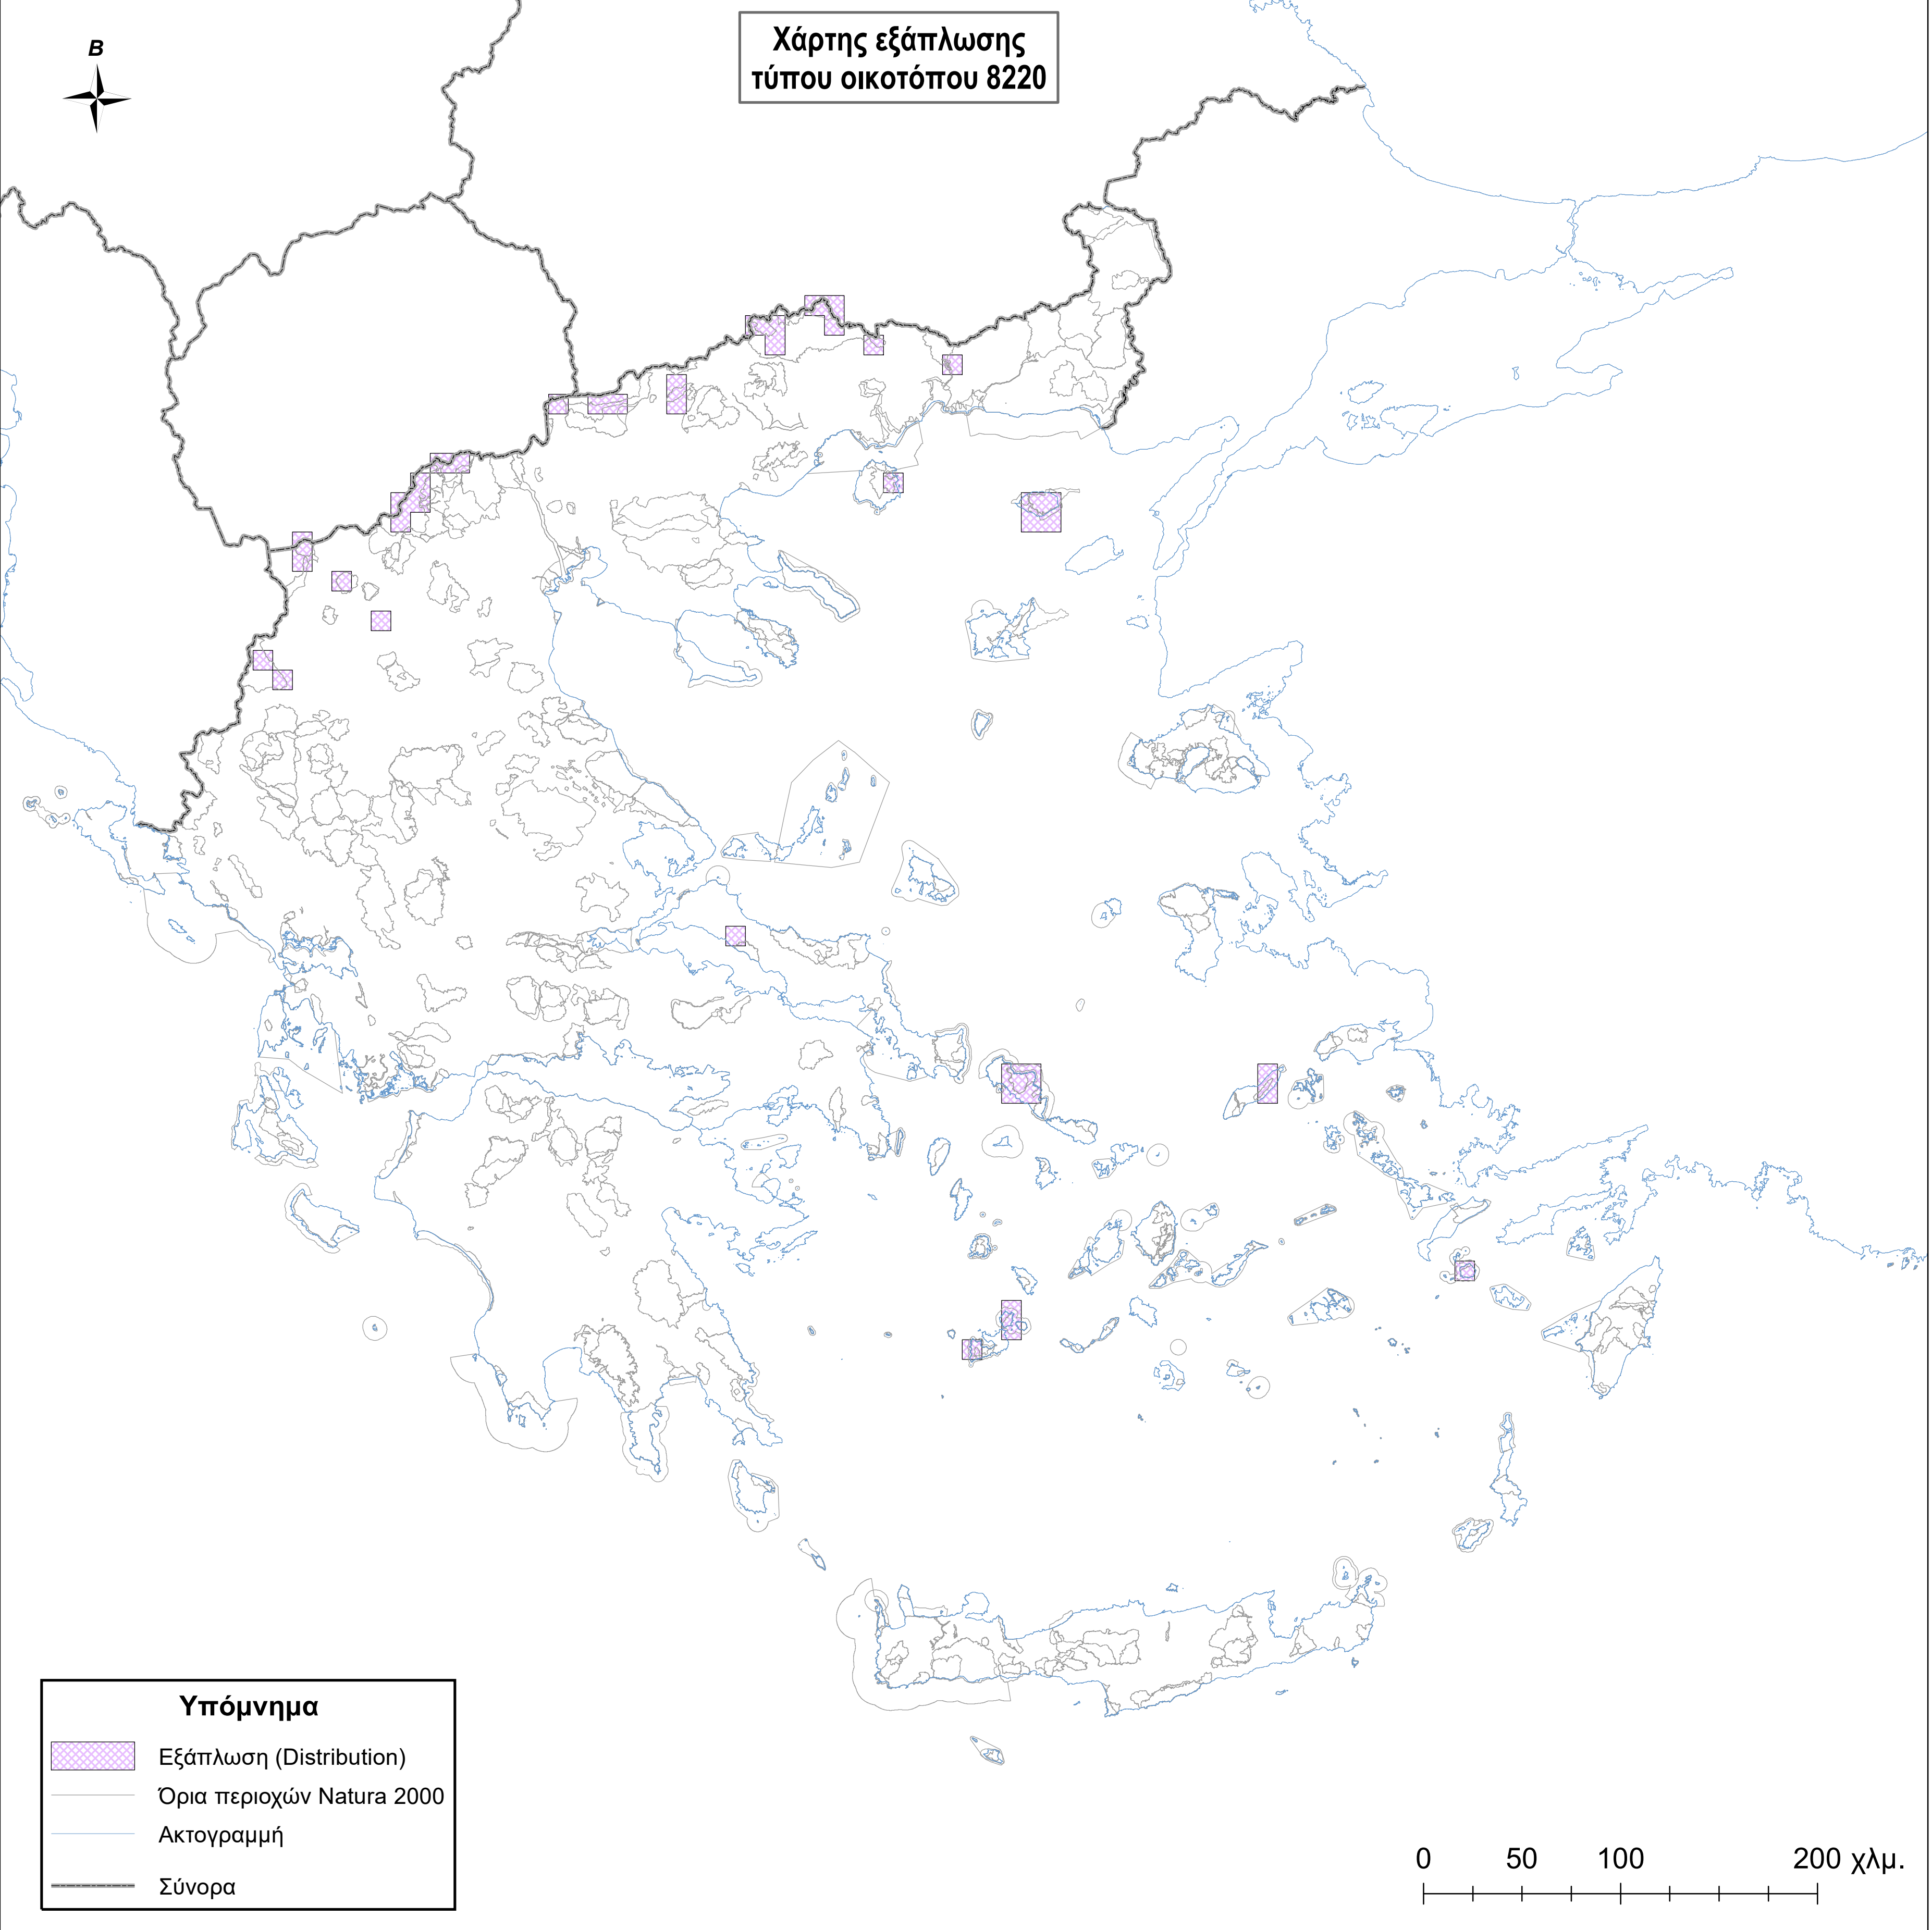 Χάρτης εξάπλωσης
τύπου οικοτόπου 8220
Β
Υπόμνημα
Εξάπλωση (Distribution)
Όρια περιοχών Natura 2000
Ακτογραμμή
Σύνορα
0 50 100 200 χλμ.